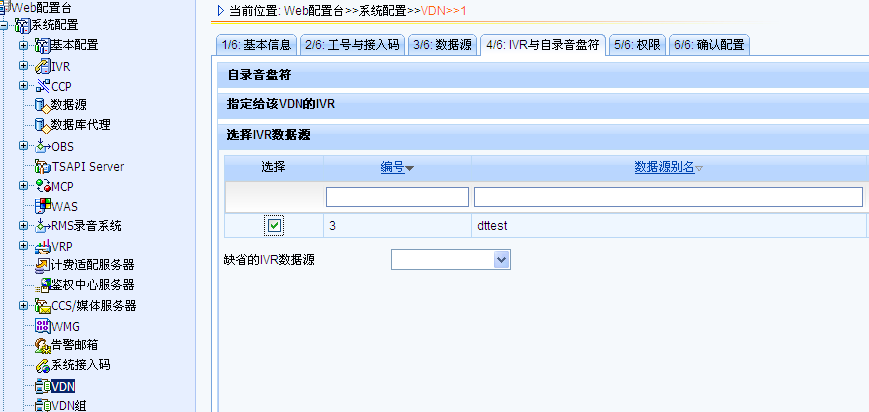 Web配置台
系统配置
基本配置
IVR
CCP
数据源
数据库代理
OBS
TSAPI Server
MCP
WAS
RMS录音系统
VRP
计费适配服务器
鉴权中心服务器
CCS/媒体服务器
WMG
告警邮箱
系统接入码
VDN
VDN组
当前位置: Web配置台>>系统配置>>VDN>>1
1/6: 基本信息 2/6: 工号与接入码 3/6: 数据源 4/6: IVR与自录音盘符 5/6: 权限 6/6: 确认配置
自录音盘符
指定给该VDN的IVR
选择IVR数据源
选择 编号 数据源别名
3 dttest
缺省的IVR数据源